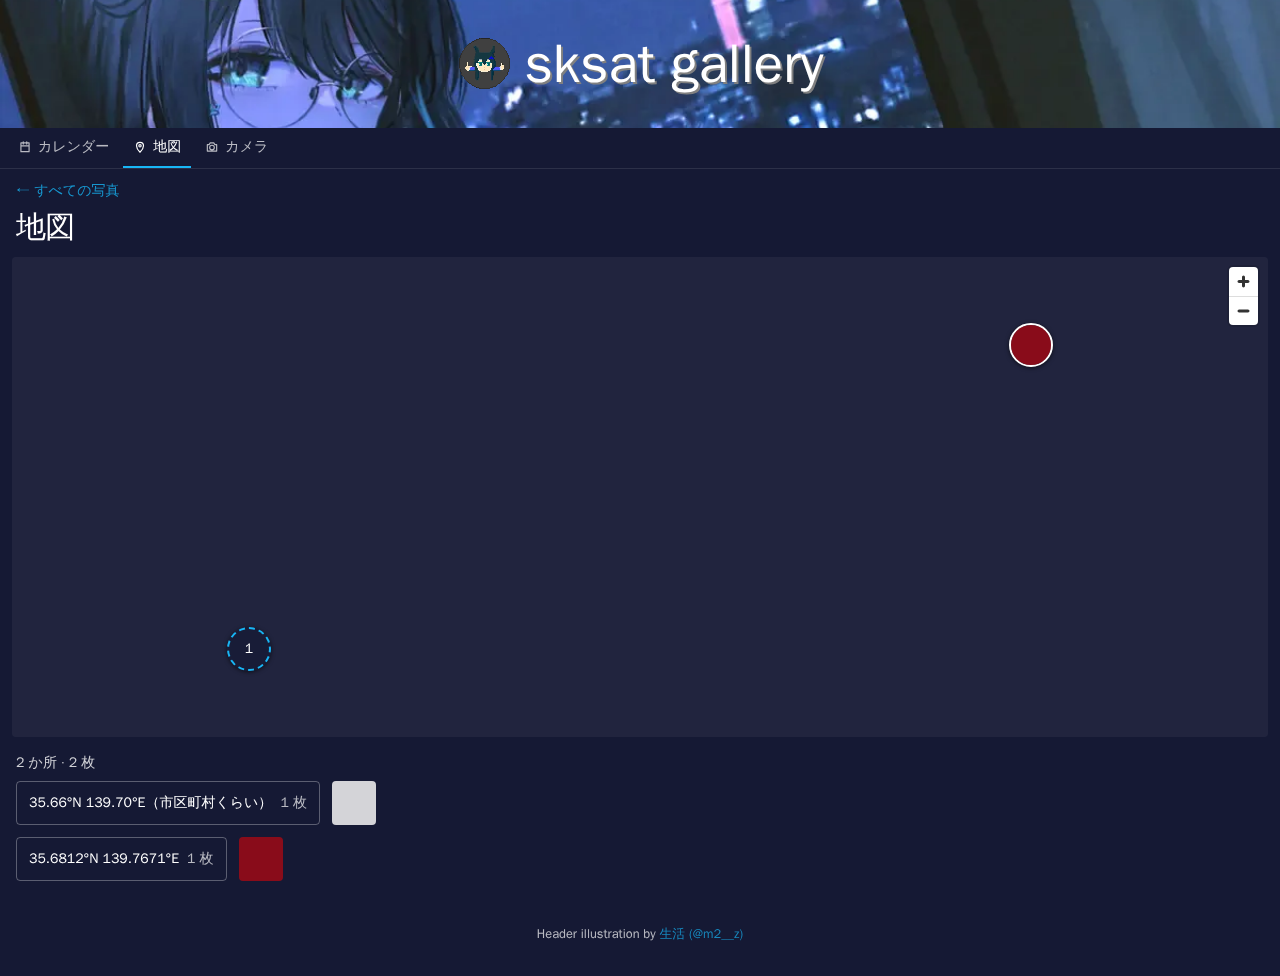 sksat gallery
カレンダー 地図 カメラ
← すべての写真
地図
1
2 か所 · 2 枚
35.66°N 139.70°E（市区町村くらい） 1 枚
35.6812°N 139.7671°E 1 枚
Header illustration by 生活 (@m2__z)